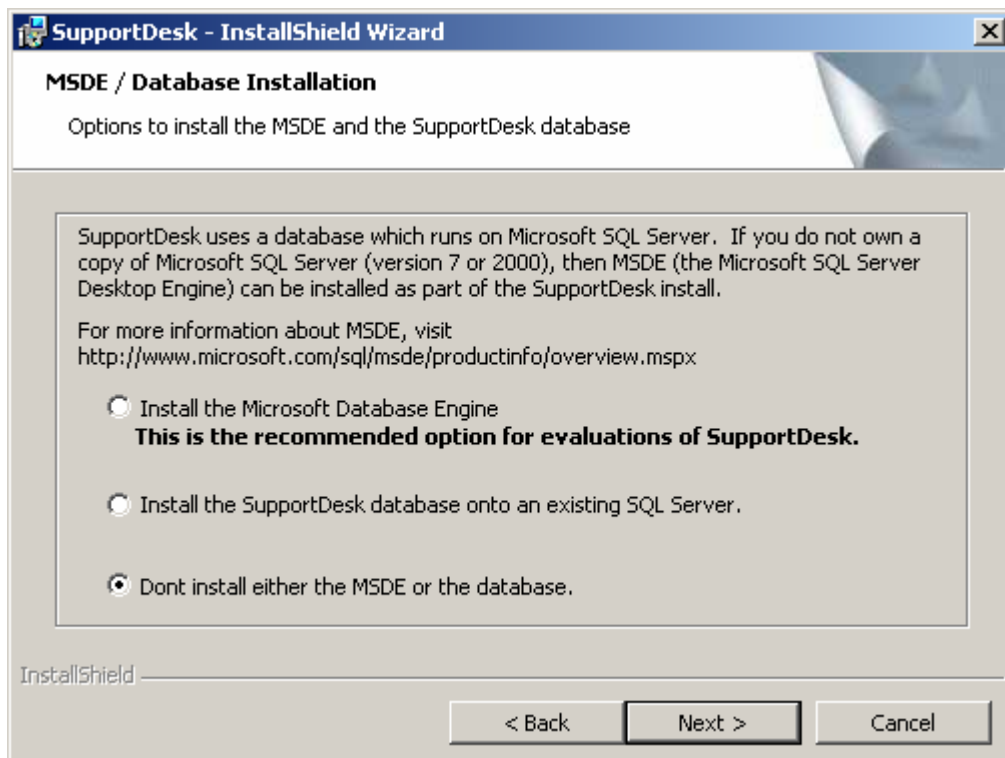 SupportDesk - InstallShield Wizard
MSDE / Database Installation
Options to install the MSDE and the SupportDesk database
SupportDesk uses a database which runs on Microsoft SQL Server.  If you do not own a
copy of Microsoft SQL Server (version 7 or 2000), then MSDE (the Microsoft SQL Server
Desktop Engine) can be installed as part of the SupportDesk install.
For more information about MSDE, visit
http://www.microsoft.com/sql/msde/productinfo/overview.mspx
Install the Microsoft Database Engine
This is the recommended option for evaluations of SupportDesk.
Install the SupportDesk database onto an existing SQL Server.
Dont install either the MSDE or the database.
InstallShield
< Back
Next >
Cancel